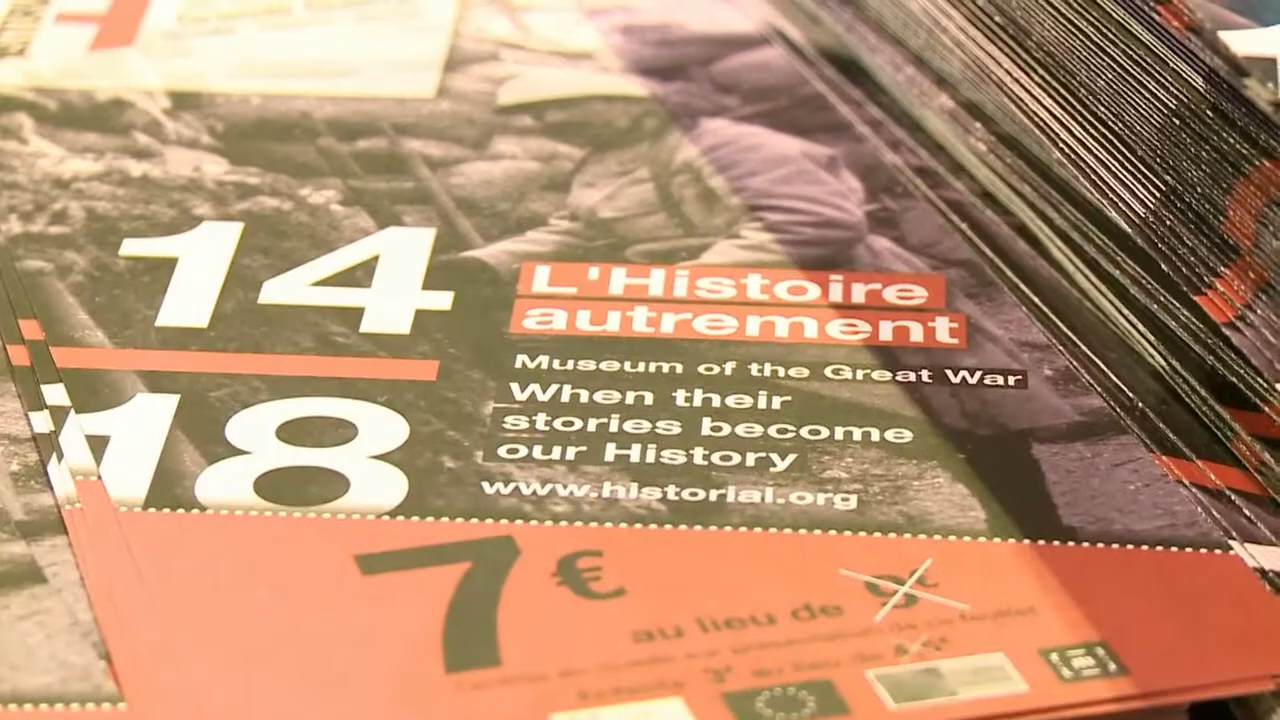 14
18
L'Histoire
autrement
Museum of the Great War
When their
stories become
our History
www.historial.org
7€
au lieu de 9€